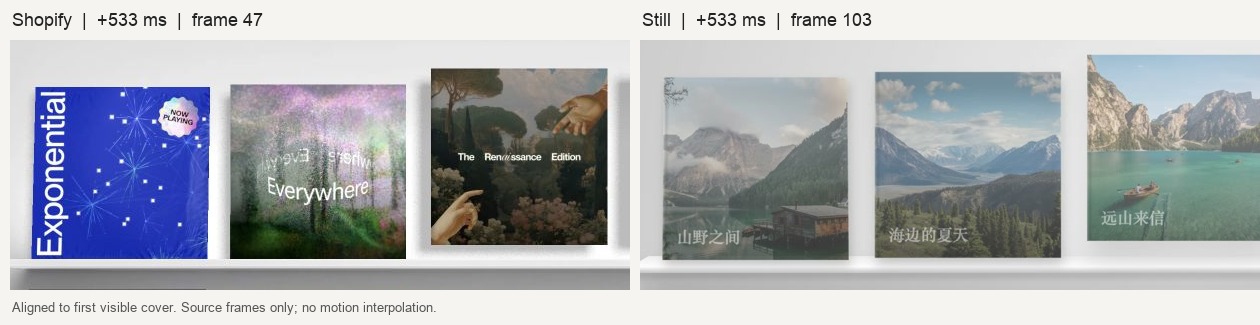 Shopify | +533 ms | frame 47
Still | +533 ms | frame 103
Exponential
NOW
PLAYING
Everywhere
Everywhere
The Renaissance Edition
山野之间
海边的夏天
远山来信
Aligned to first visible cover. Source frames only; no motion interpolation.